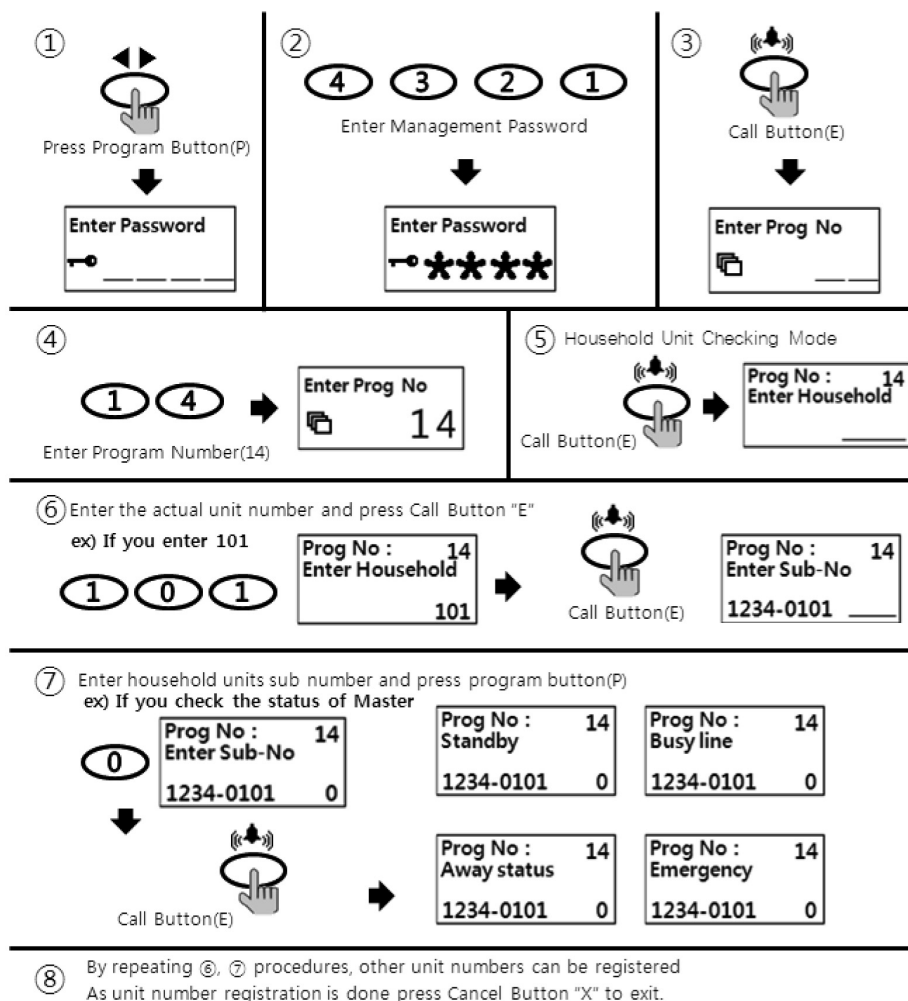 ①
Press Program Button(P)
Enter Password
②
4 3 2 1
Enter Management Password
Enter Password
③
Call Button(E)
Enter Prog No
④
1 4
Enter Program Number(14)
Enter Prog No
14
⑤ Household Unit Checking Mode
Call Button(E)
Prog No : 14
Enter Household
⑥ Enter the actual unit number and press Call Button "E"
ex) If you enter 101
1 0 1
Prog No : 14
Enter Household
101
Call Button(E)
Prog No : 14
Enter Sub-No
1234-0101
⑦ Enter household units sub number and press program button(P)
ex) If you check the status of Master
0
Prog No : 14
Enter Sub-No
1234-0101 0
Call Button(E)
Prog No : 14
Standby
1234-0101 0
Prog No : 14
Busy line
1234-0101 0
Prog No : 14
Away status
1234-0101 0
Prog No : 14
Emergency
1234-0101 0
⑧ By repeating ⑥, ⑦ procedures, other unit numbers can be registered
As unit number registration is done press Cancel Button "X" to exit.